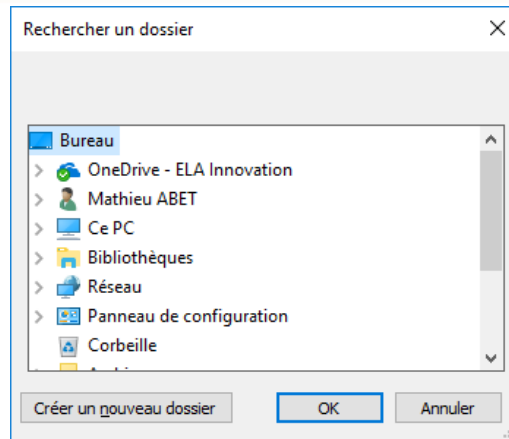 Rechercher un dossier
Bureau
OneDrive - ELA Innovation
Mathieu ABET
Ce PC
Bibliothèques
Réseau
Panneau de configuration
Corbeille
Créer un nouveau dossier
OK
Annuler